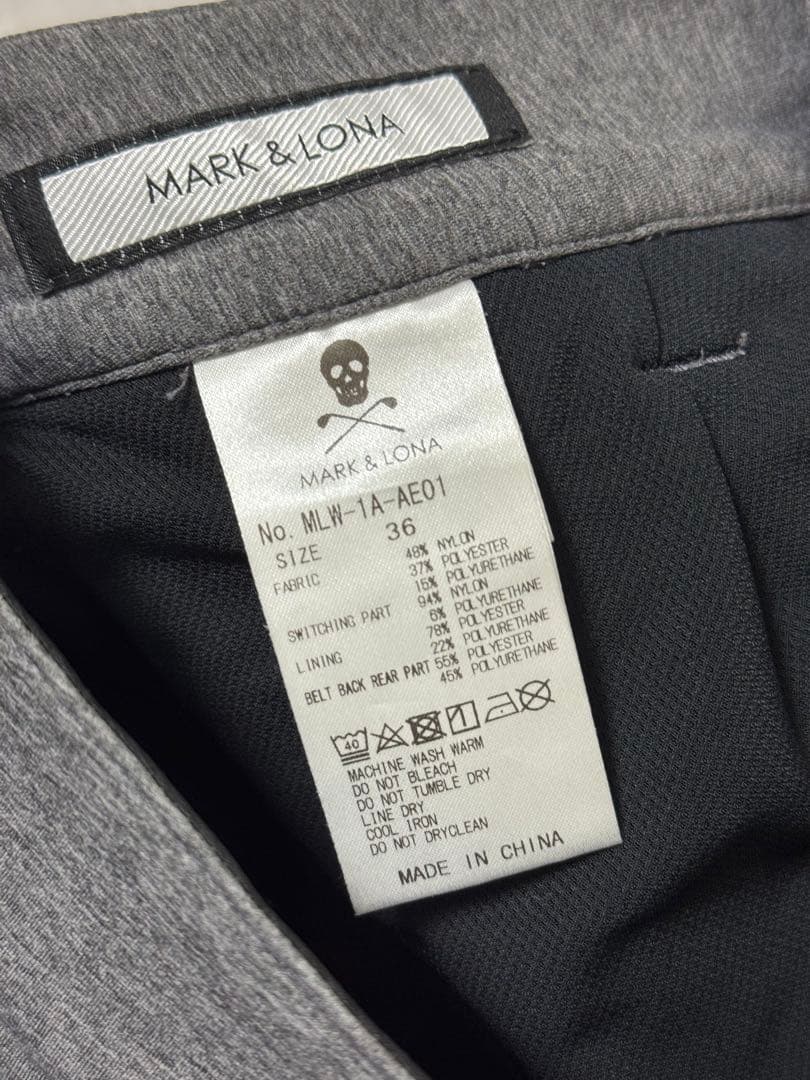 MARK & LONA
MARK & LONA
No. MLW-1A-AE01
SIZE 36
FABRIC 48% NYLON
37% POLYESTER
15% POLYURETHANE
SWITCHING PART 94% NYLON
6% POLYURETHANE
LINING 78% POLYESTER
22% POLYURETHANE
BELT BACK REAR PART 55% POLYESTER
45% POLYURETHANE
40
MACHINE WASH WARM
DO NOT BLEACH
DO NOT TUMBLE DRY
LINE DRY
COOL IRON
DO NOT DRYCLEAN
MADE IN CHINA